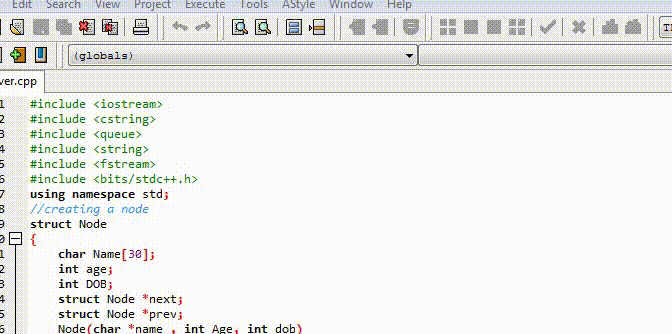 Edit Search View Project Execute Tools AStyle Window Help
(globals)
ver.cpp
1 #include <iostream>
2 #include <cstring>
3 #include <queue>
4 #include <string>
5 #include <fstream>
6 #include <bits/stdc++.h>
7 using namespace std;
8 //creating a node
9 struct Node
0 {
1 char Name[30];
2 int age;
3 int DOB;
4 struct Node *next;
5 struct Node *prev;
6 Node(char *name , int Age, int dob)